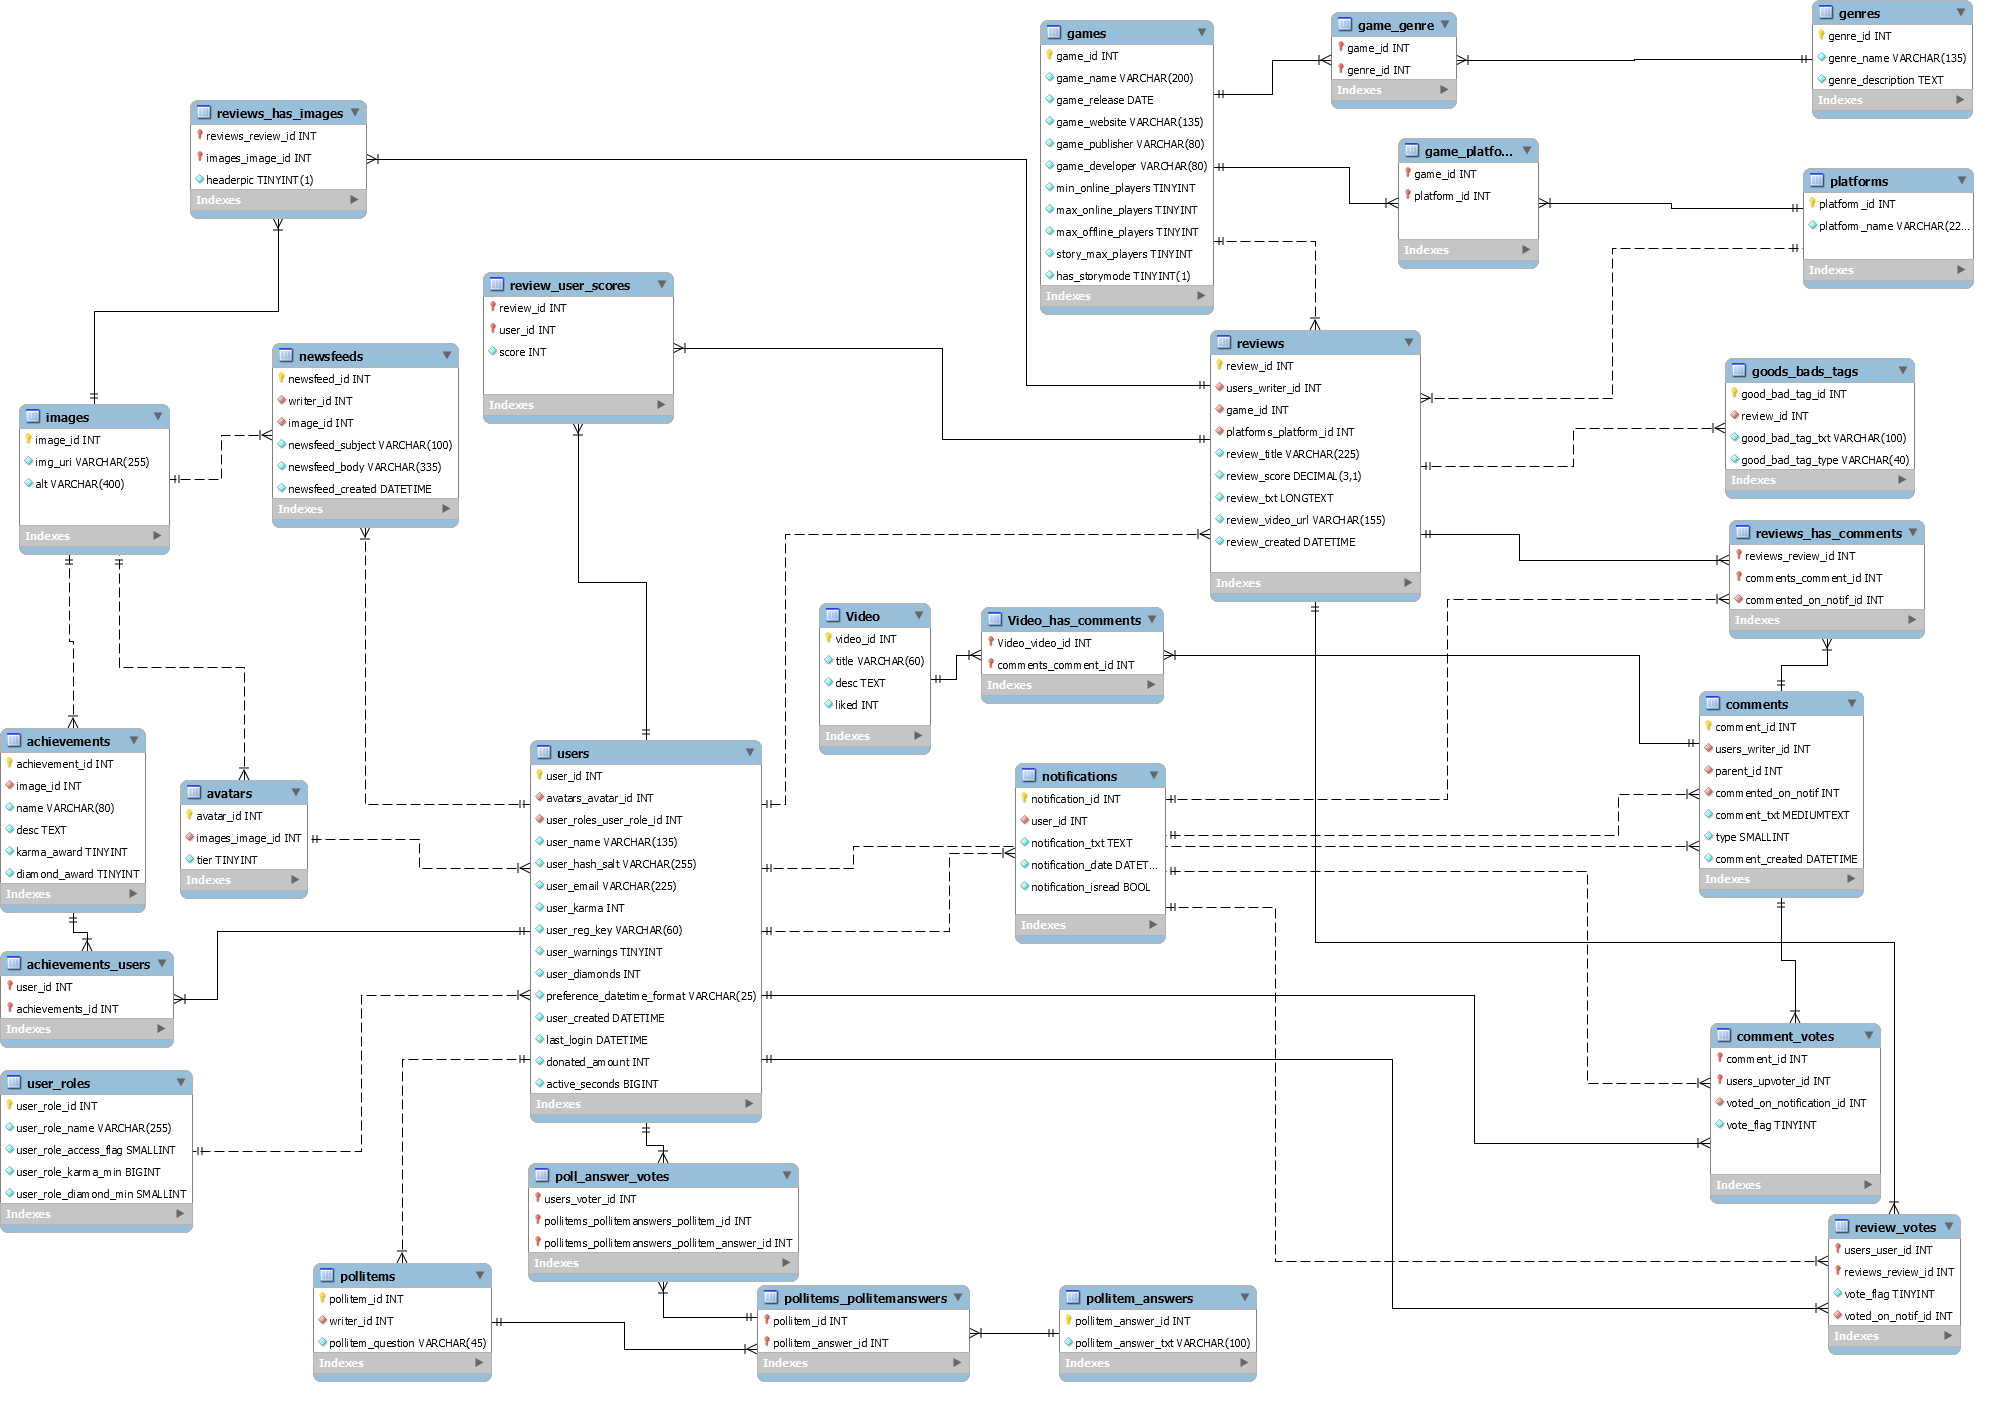 games
game_id INT
game_name VARCHAR(200)
game_release DATE
game_website VARCHAR(135)
game_publisher VARCHAR(80)
game_developer VARCHAR(80)
min_online_players TINYINT
max_online_players TINYINT
max_offline_players TINYINT
story_max_players TINYINT
has_storymode TINYINT(1)
Indexes
game_genre
game_id INT
genre_id INT
Indexes
genres
genre_id INT
genre_name VARCHAR(135)
genre_description TEXT
Indexes
reviews_has_images
reviews_review_id INT
images_image_id INT
headerpic TINYINT(1)
Indexes
game_platfo...
game_id INT
platform_id INT
Indexes
platforms
platform_id INT
platform_name VARCHAR(22...
Indexes
review_user_scores
review_id INT
user_id INT
score INT
Indexes
newsfeeds
newsfeed_id INT
writer_id INT
image_id INT
newsfeed_subject VARCHAR(100)
newsfeed_body VARCHAR(335)
newsfeed_created DATETIME
Indexes
reviews
review_id INT
users_writer_id INT
game_id INT
platforms_platform_id INT
review_title VARCHAR(225)
review_score DECIMAL(3,1)
review_txt LONGTEXT
review_video_url VARCHAR(155)
review_created DATETIME
Indexes
goods_bads_tags
good_bad_tag_id INT
review_id INT
good_bad_tag_txt VARCHAR(100)
good_bad_tag_type VARCHAR(40)
Indexes
images
image_id INT
img_uri VARCHAR(255)
alt VARCHAR(400)
Indexes
reviews_has_comments
reviews_review_id INT
comments_comment_id INT
commented_on_notif_id INT
Indexes
Video
video_id INT
title VARCHAR(60)
desc TEXT
liked INT
Indexes
Video_has_comments
Video_video_id INT
comments_comment_id INT
Indexes
comments
comment_id INT
users_writer_id INT
parent_id INT
commented_on_notif INT
comment_txt MEDIUMTEXT
type SMALLINT
comment_created DATETIME
Indexes
achievements
achievement_id INT
image_id INT
name VARCHAR(80)
desc TEXT
karma_award TINYINT
diamond_award TINYINT
Indexes
avatars
avatar_id INT
images_image_id INT
tier TINYINT
Indexes
users
user_id INT
avatars_avatar_id INT
user_roles_user_role_id INT
user_name VARCHAR(135)
user_hash_salt VARCHAR(255)
user_email VARCHAR(225)
user_karma INT
user_reg_key VARCHAR(60)
user_warnings TINYINT
user_diamonds INT
preference_datetime_format VARCHAR(25)
user_created DATETIME
last_login DATETIME
donated_amount INT
active_seconds BIGINT
Indexes
notifications
notification_id INT
user_id INT
notification_txt TEXT
notification_date DATET...
notification_isread BOOL
Indexes
achievements_users
user_id INT
achievements_id INT
Indexes
comment_votes
comment_id INT
users_upvoter_id INT
voted_on_notification_id INT
vote_flag TINYINT
Indexes
user_roles
user_role_id INT
user_role_name VARCHAR(255)
user_role_access_flag SMALLINT
user_role_karma_min BIGINT
user_role_diamond_min SMALLINT
Indexes
poll_answer_votes
users_voter_id INT
pollitems_pollitemanswers_pollitem_id INT
pollitems_pollitemanswers_pollitem_answer_id INT
Indexes
review_votes
users_user_id INT
reviews_review_id INT
vote_flag TINYINT
voted_on_notif_id INT
Indexes
pollitems
pollitem_id INT
writer_id INT
pollitem_question VARCHAR(45)
Indexes
pollitems_pollitemanswers
pollitem_id INT
pollitem_answer_id INT
Indexes
pollitem_answers
pollitem_answer_id INT
pollitem_answer_txt VARCHAR(100)
Indexes